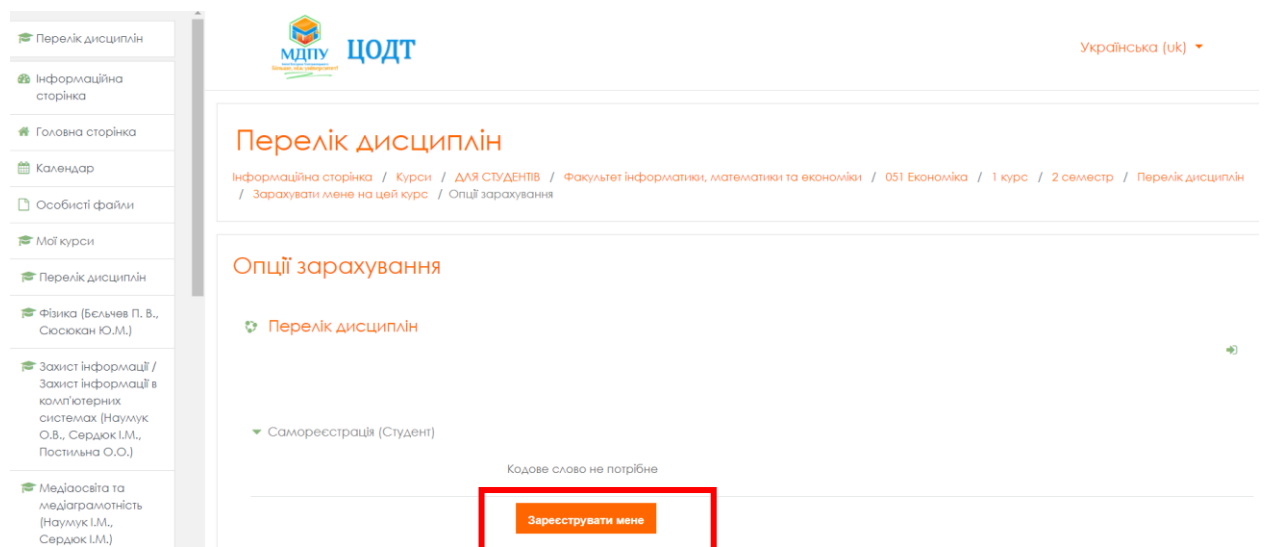 Перелік дисциплін
Інформаційна
сторінка
Головна сторінка
Календар
Особисті файли
Мої курси
Перелік дисциплін
Фізика (Бєльчев П. В.,
Сюсюкан Ю.М.)
Захист інформації /
Захист інформації в
комп'ютерних
системах (Наумук
О.В., Сердюк І.М.,
Постильна О.О.)
Медіаосвіта та
медіаграмотність
(Наумук І.М.,
Сердюк І.М.)
МДПУ
ЦОДТ
Українська (uk)
Перелік дисциплін
Інформаційна сторінка / Курси / ДЛЯ СТУДЕНТІВ / Факультет інформатики, математики та економіки / 051 Економіка / 1 курс / 2 семестр / Перелік дисциплін
/ Зарахувати мене на цей курс / Опції зарахування
Опції зарахування
Перелік дисциплін
Самореєстрація (Студент)
Кодове слово не потрібне
Зареєструвати мене